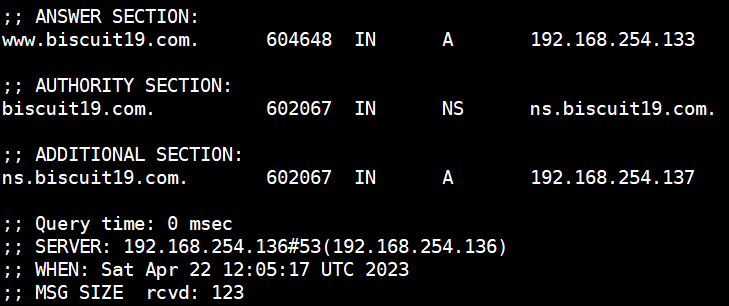 ;; ANSWER SECTION:
www.biscuit19.com. 604648 IN A 192.168.254.133
;; AUTHORITY SECTION:
biscuit19.com. 602067 IN NS ns.biscuit19.com.
;; ADDITIONAL SECTION:
ns.biscuit19.com. 602067 IN A 192.168.254.137
;; Query time: 0 msec
;; SERVER: 192.168.254.136#53(192.168.254.136)
;; WHEN: Sat Apr 22 12:05:17 UTC 2023
;; MSG SIZE  rcvd: 123